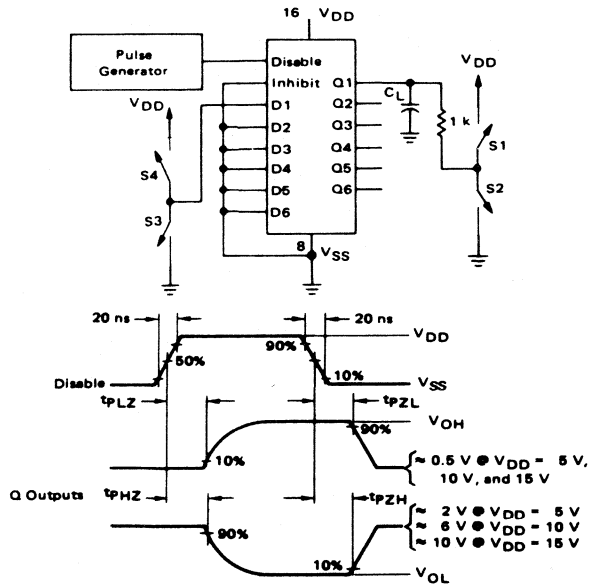 16 VDD
Pulse
Generator
Disable
Inhibit
D1
D2
D3
D4
D5
D6
Q1
Q2
Q3
Q4
Q5
Q6
CL
1 k
VDD
S1
S2
VDD
S4
S3
8 VSS
20 ns
20 ns
VDD
90%
50%
10%
Disable
VSS
tPLZ
tPZL
VOH
90%
10%
≈ 0.5 V @ VDD = 5 V,
10 V, and 15 V
Q Outputs
tPHZ
tPZH
≈ 2 V @ VDD = 5 V
≈ 6 V @ VDD = 10 V
≈ 10 V @ VDD = 15 V
90%
10%
VOL